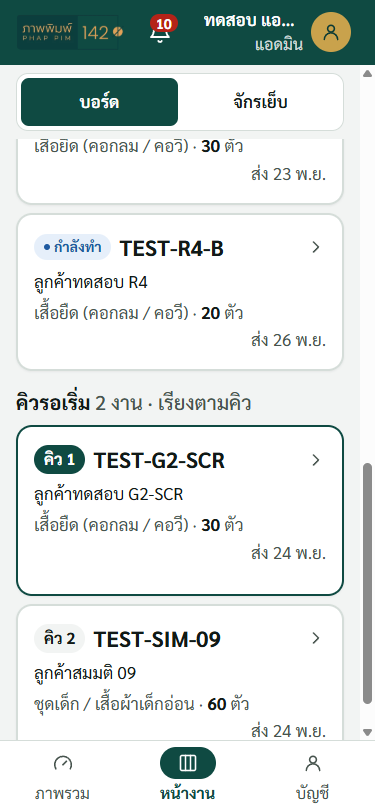 ภาพพิมพ์ 142
PHAP PIM
10
ทดสอบ แอ...
แอดมิน
บอร์ด
จักรเย็บ
เสื้อยืด (คอกลม / คอวี) · 30 ตัว
ส่ง 23 พ.ย.
กำลังทำ TEST-R4-B
ลูกค้าทดสอบ R4
เสื้อยืด (คอกลม / คอวี) · 20 ตัว
ส่ง 26 พ.ย.
คิวรอเริ่ม 2 งาน · เรียงตามคิว
คิว 1 TEST-G2-SCR
ลูกค้าทดสอบ G2-SCR
เสื้อยืด (คอกลม / คอวี) · 30 ตัว
ส่ง 24 พ.ย.
คิว 2 TEST-SIM-09
ลูกค้าสมมติ 09
ชุดเด็ก / เสื้อผ้าเด็กอ่อน · 60 ตัว
ส่ง 24 พ.ย.
ภาพรวม
หน้างาน
บัญชี